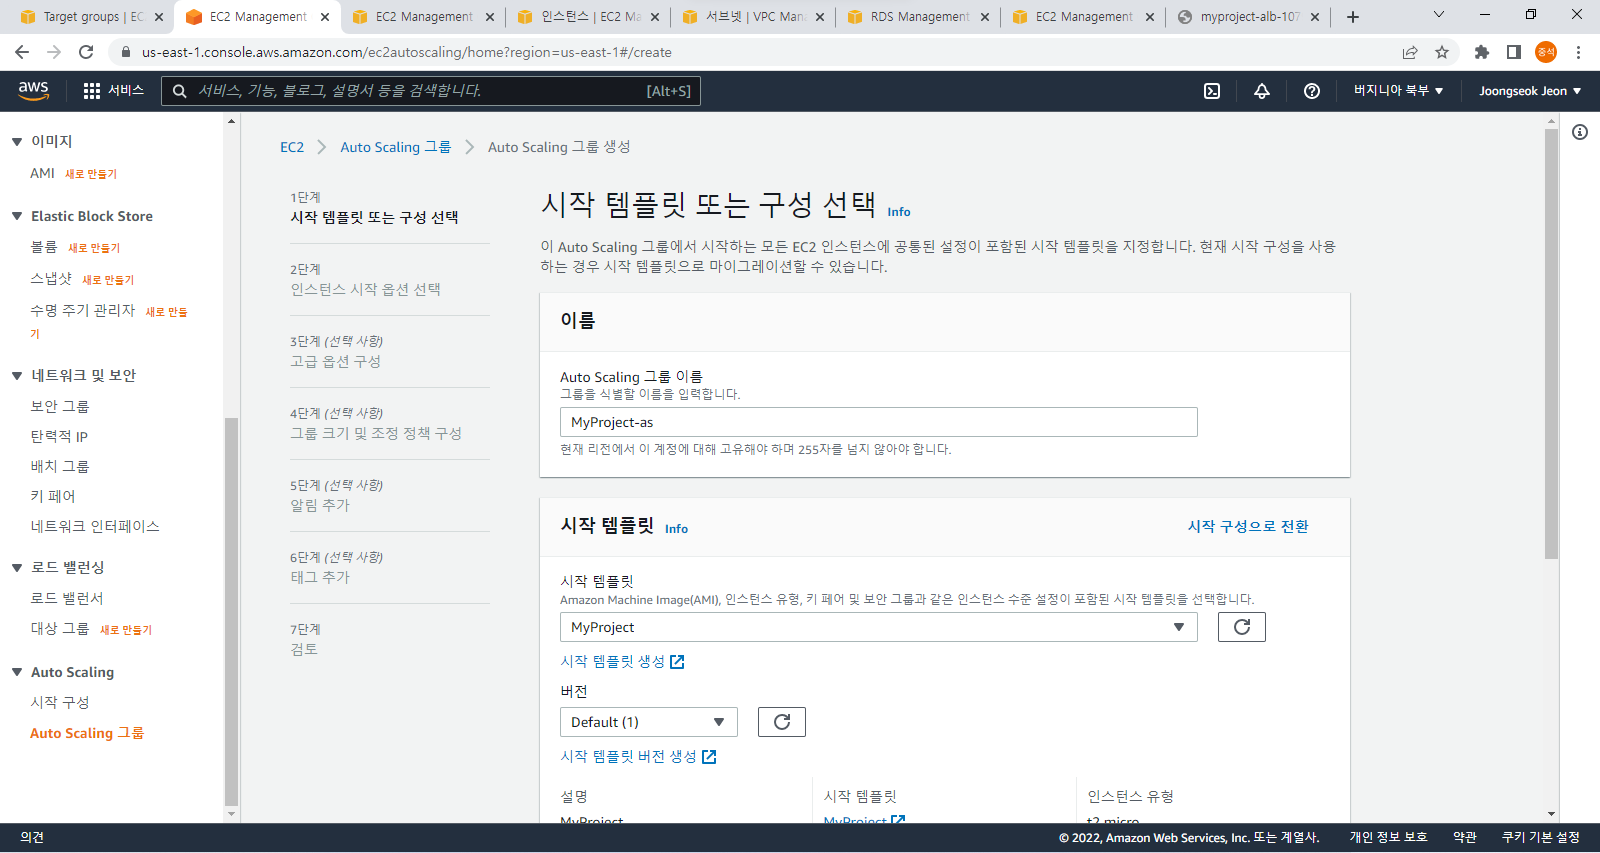 Target groups | EC
EC2 Management
EC2 Management
인스턴스 | EC2 Ma
서브넷 | VPC Man
RDS Management
EC2 Management
myproject-alb-107
us-east-1.console.aws.amazon.com/ec2autoscaling/home?region=us-east-1#/create
중석
aws
서비스
서비스, 기능, 블로그, 설명서 등을 검색합니다.
[Alt+S]
버지니아 북부
Joongseok Jeon
이미지
AMI 새로 만들기
Elastic Block Store
볼륨 새로 만들기
스냅샷 새로 만들기
수명 주기 관리자 새로 만들
기
네트워크 및 보안
보안 그룹
탄력적 IP
배치 그룹
키 페어
네트워크 인터페이스
로드 밸런싱
로드 밸런서
대상 그룹 새로 만들기
Auto Scaling
시작 구성
Auto Scaling 그룹
EC2 > Auto Scaling 그룹 > Auto Scaling 그룹 생성
1단계
시작 템플릿 또는 구성 선택
2단계
인스턴스 시작 옵션 선택
3단계 (선택 사항)
고급 옵션 구성
4단계 (선택 사항)
그룹 크기 및 조정 정책 구성
5단계 (선택 사항)
알림 추가
6단계 (선택 사항)
태그 추가
7단계
검토
시작 템플릿 또는 구성 선택 Info
이 Auto Scaling 그룹에서 시작하는 모든 EC2 인스턴스에 공통된 설정이 포함된 시작 템플릿을 지정합니다. 현재 시작 구성을 사용
하는 경우 시작 템플릿으로 마이그레이션할 수 있습니다.
이름
Auto Scaling 그룹 이름
그룹을 식별할 이름을 입력합니다.
MyProject-as
현재 리전에서 이 계정에 대해 고유해야 하며 255자를 넘지 않아야 합니다.
시작 템플릿 Info
시작 구성으로 전환
시작 템플릿
Amazon Machine Image(AMI), 인스턴스 유형, 키 페어 및 보안 그룹과 같은 인스턴스 수준 설정이 포함된 시작 템플릿을 선택합니다.
MyProject
시작 템플릿 생성
버전
Default (1)
시작 템플릿 버전 생성
설명
시작 템플릿
인스턴스 유형
MyProject
MyProject
t2.micro
의견
© 2022, Amazon Web Services, Inc. 또는 계열사.
개인 정보 보호
약관
쿠키 기본 설정